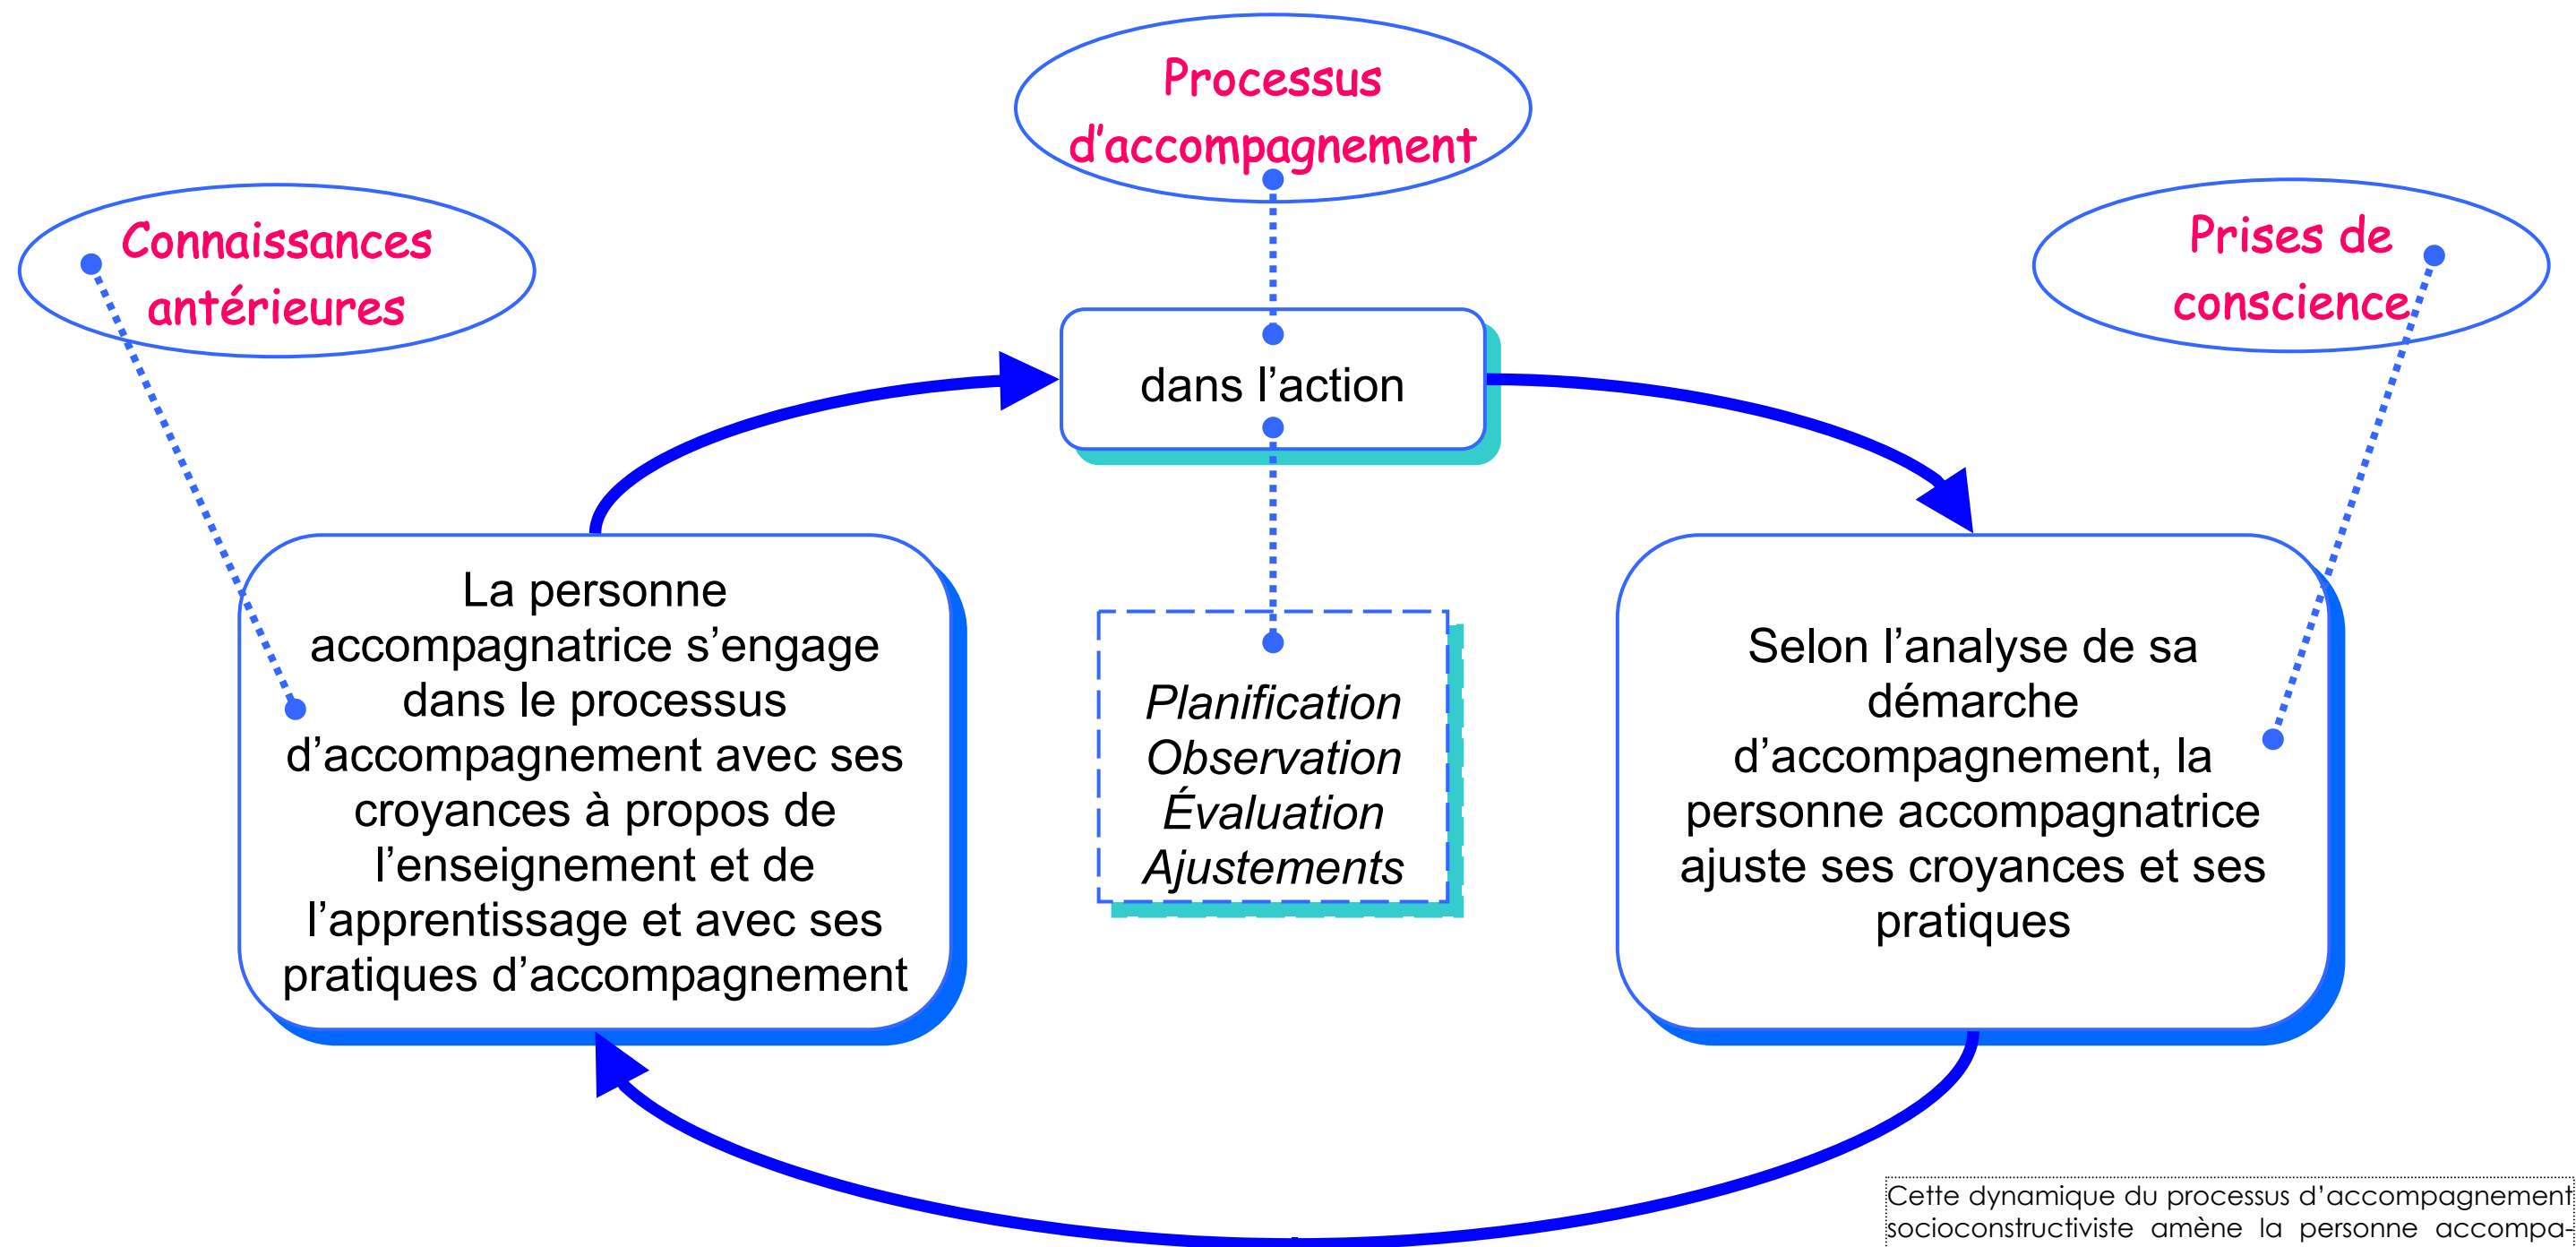 Processus
d'accompagnement
Connaissances
antérieures
Prises de
conscience
dans l'action
La personne
accompagnatrice s'engage
dans le processus
d'accompagnement avec ses
croyances à propos de
l'enseignement et de
l'apprentissage et avec ses
pratiques d'accompagnement
Planification
Observation
Évaluation
Ajustements
Selon l'analyse de sa
démarche
d'accompagnement, la
personne accompagnatrice
ajuste ses croyances et ses
pratiques
Cette dynamique du processus d'accompagnement
socioconstructiviste amène la personne accompa-